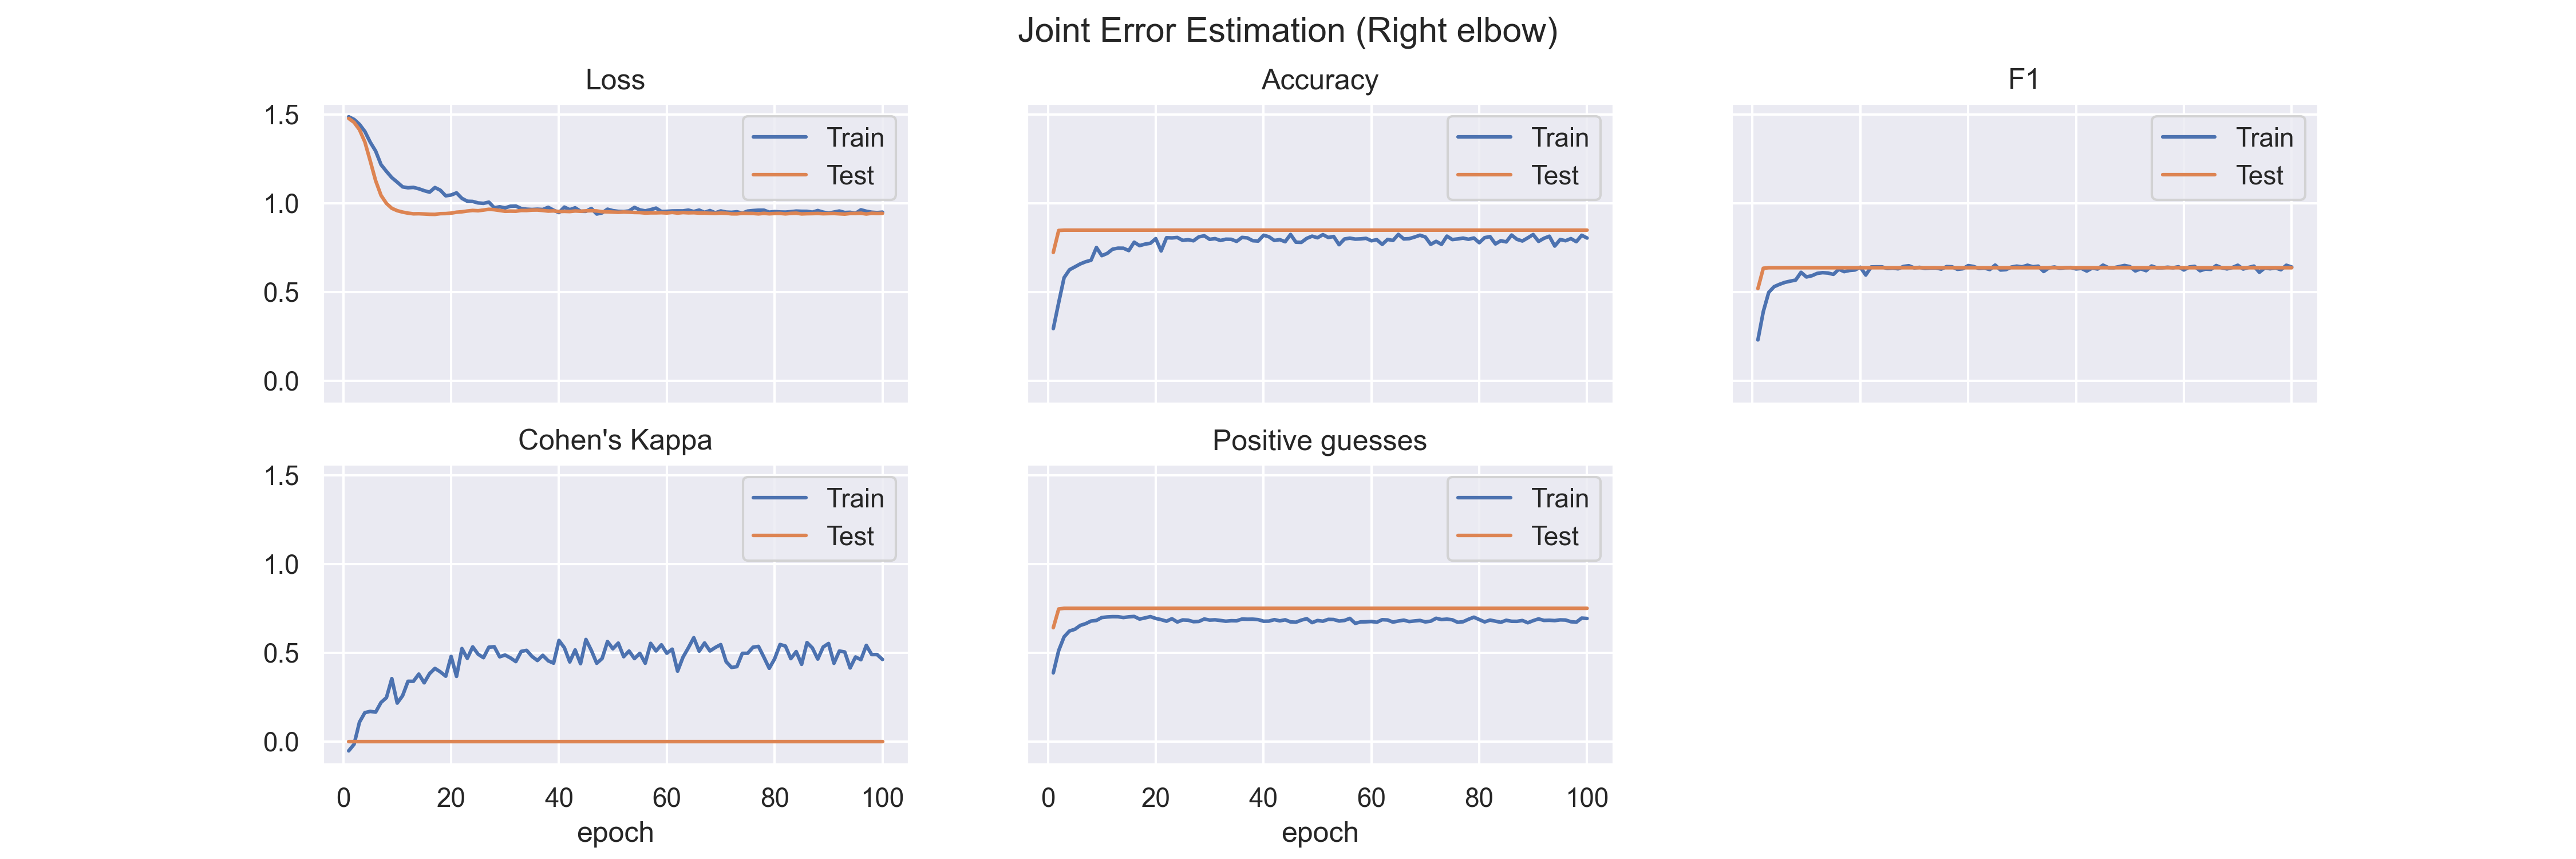 Joint Error Estimation (Right elbow)
Loss
Accuracy
F1
1.5
1.0
0.5
0.0
Train
Test
Train
Test
Train
Test
Cohen's Kappa
Positive guesses
1.5
1.0
0.5
0.0
Train
Test
Train
Test
0 20 40 60 80 100
0 20 40 60 80 100
epoch
epoch